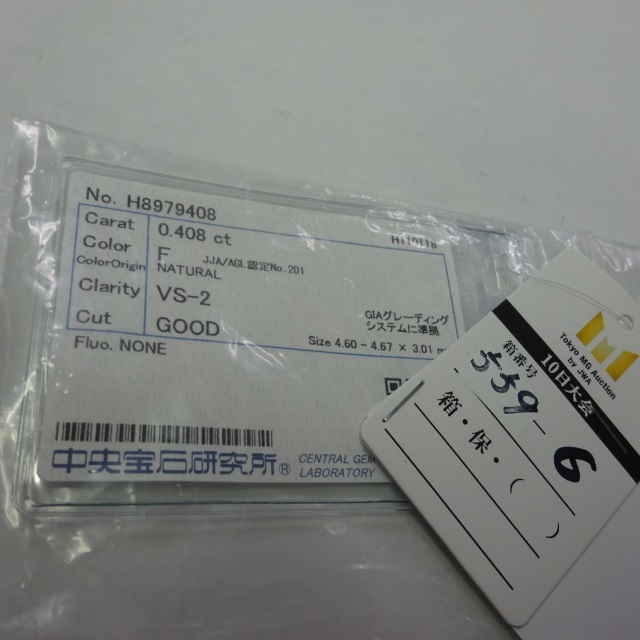 No. H8979408
Carat 0.408 ct
H110118
Color F JJA/AGL認定No.201
ColorOrigin NATURAL
Clarity VS-2
GIAグレーディング
システムに準拠
Cut GOOD
Fluo. NONE
Size 4.60 - 4.67 × 3.01 m
中央宝石研究所®
CENTRAL GEM
LABORATORY
Tokyo MG Auction
by JWA
10日大会
箱番号
559-6
箱・保・( )